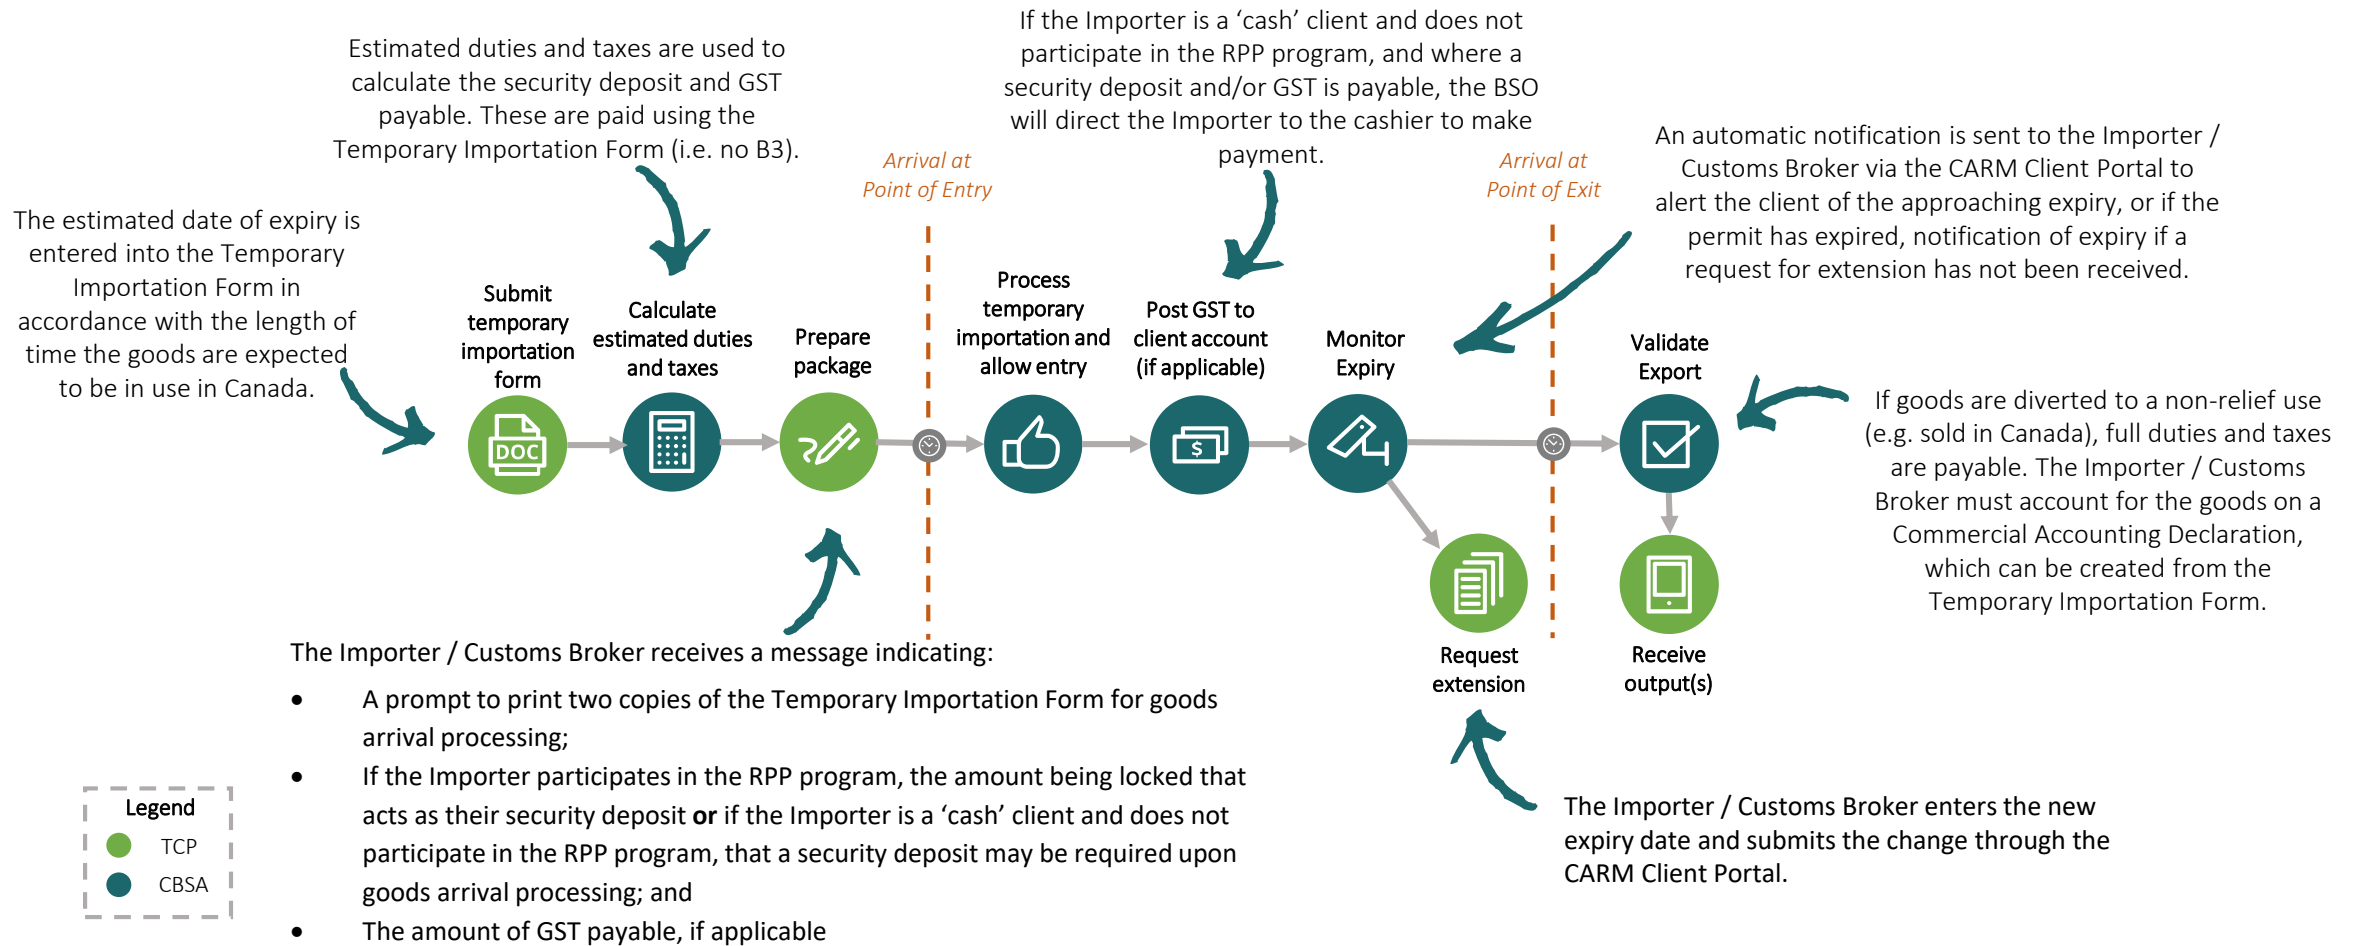 If the Importer is a ‘cash’ client and does not
participate in the RPP program, and where a
security deposit and/or GST is payable, the BSO
will direct the Importer to the cashier to make
payment.
Estimated duties and taxes are used to
calculate the security deposit and GST
payable. These are paid using the
Temporary Importation Form (i.e. no B3).
An automatic notification is sent to the Importer /
Customs Broker via the CARM Client Portal to
alert the client of the approaching expiry, or if the
permit has expired, notification of expiry if a
request for extension has not been received.
Arrival at
Point of Entry
Arrival at
Point of Exit
The estimated date of expiry is
entered into the Temporary
Importation Form in
accordance with the length of
time the goods are expected
to be in use in Canada.
Submit
temporary
importation
form
Calculate
estimated duties
and taxes
Prepare
package
Process
temporary
importation and
allow entry
Post GST to
client account
(if applicable)
Monitor
Expiry
Validate
Export
DOC
$
If goods are diverted to a non-relief use
(e.g. sold in Canada), full duties and taxes
are payable. The Importer / Customs
Broker must account for the goods on a
Commercial Accounting Declaration,
which can be created from the
Temporary Importation Form.
Request
extension
Receive
output(s)
The Importer / Customs Broker receives a message indicating:
• A prompt to print two copies of the Temporary Importation Form for goods
arrival processing;
• If the Importer participates in the RPP program, the amount being locked that
acts as their security deposit or if the Importer is a ‘cash’ client and does not
participate in the RPP program, that a security deposit may be required upon
goods arrival processing; and
• The amount of GST payable, if applicable
The Importer / Customs Broker enters the new
expiry date and submits the change through the
CARM Client Portal.
Legend
TCP
CBSA